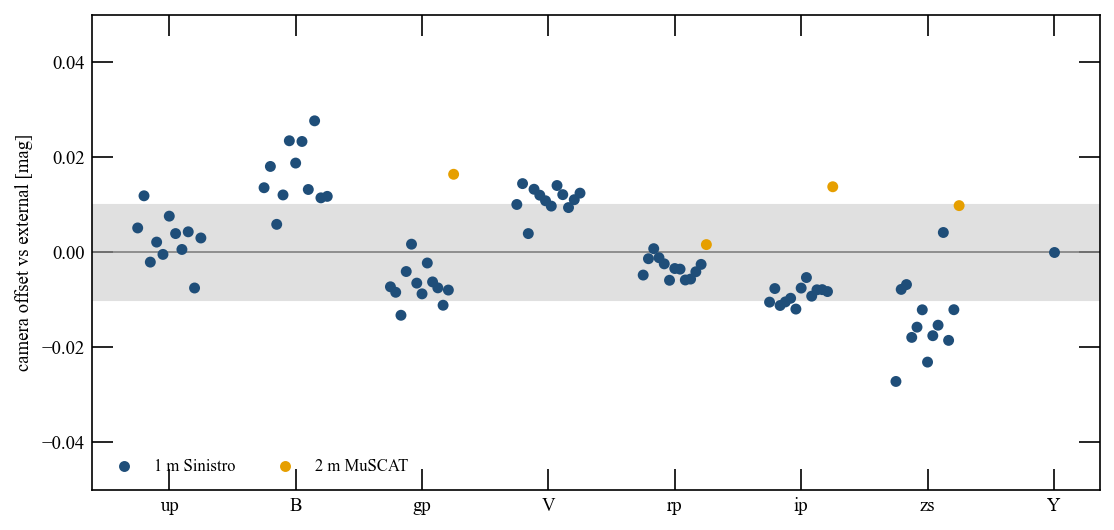 camera offset vs external [mag]
0.04
0.02
0.00
−0.02
−0.04
1 m Sinistro
2 m MuSCAT
up B gp V rp ip zs Y